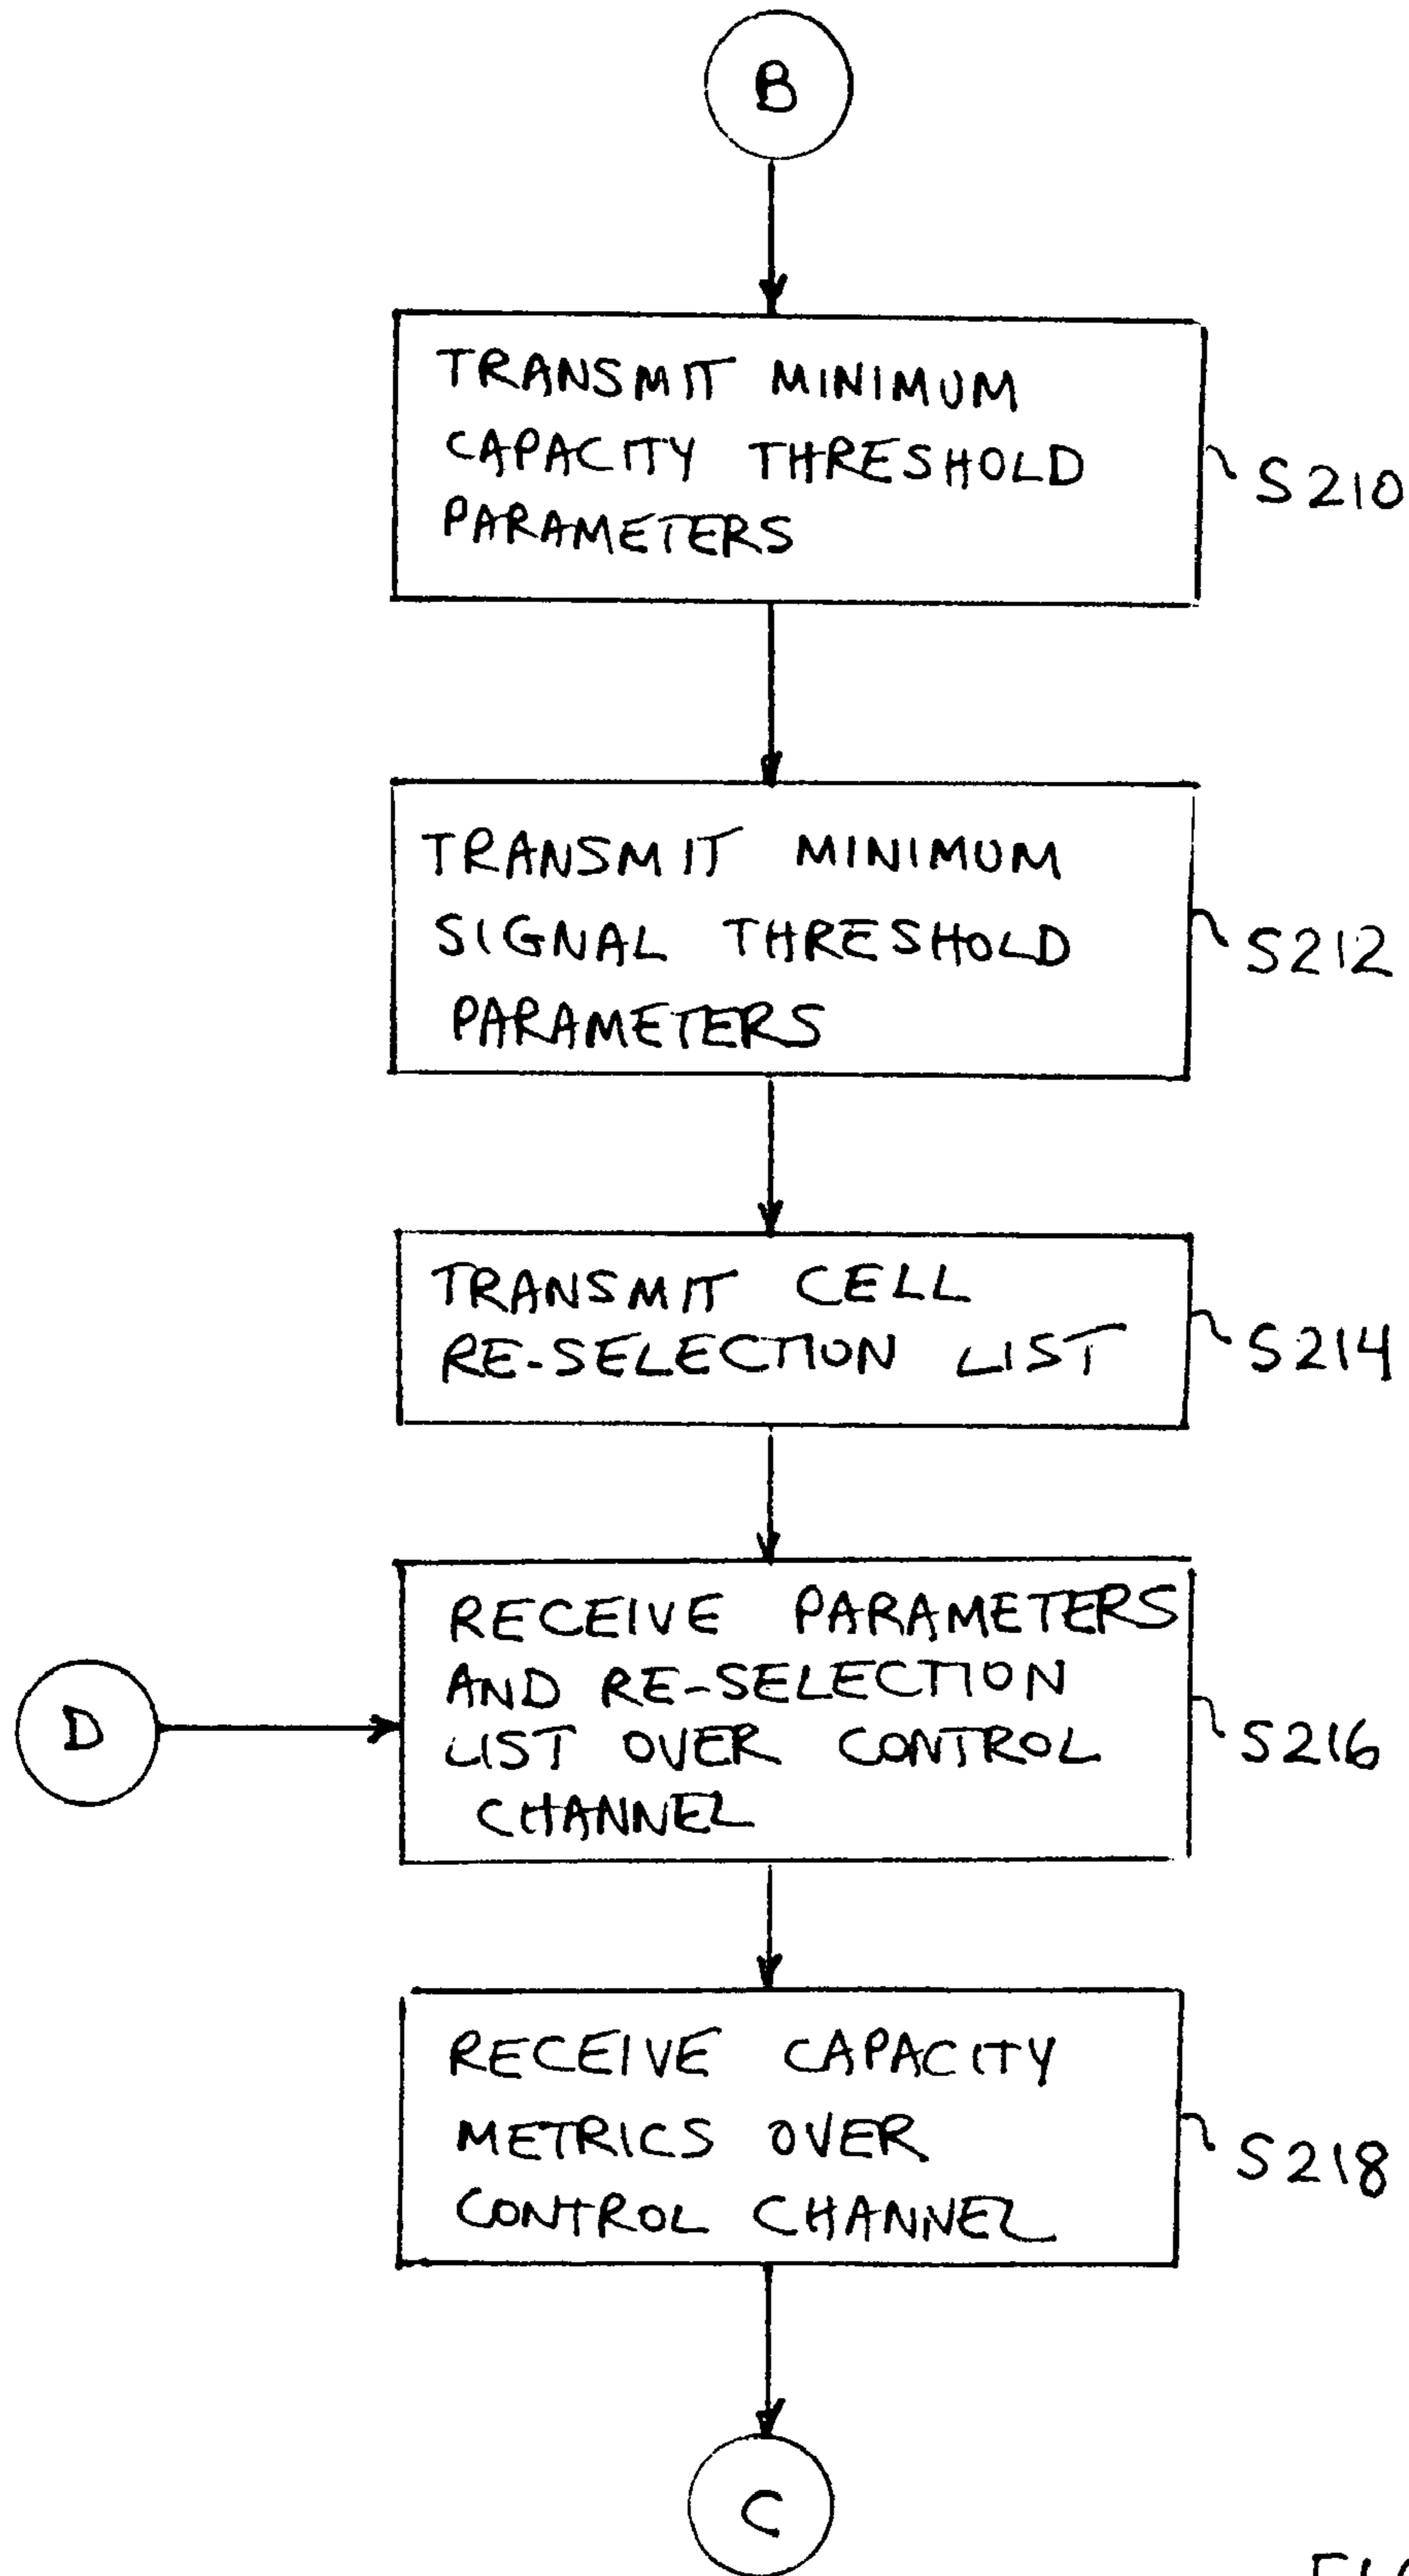 B
TRANSMIT MINIMUM
CAPACITY THRESHOLD
PARAMETERS
S210
TRANSMIT MINIMUM
SIGNAL THRESHOLD
PARAMETERS
S212
TRANSMIT CELL
RE-SELECTION LIST
S214
RECEIVE PARAMETERS
AND RE-SELECTION
LIST OVER CONTROL
CHANNEL
S216
D
RECEIVE CAPACITY
METRICS OVER
CONTROL CHANNEL
S218
C